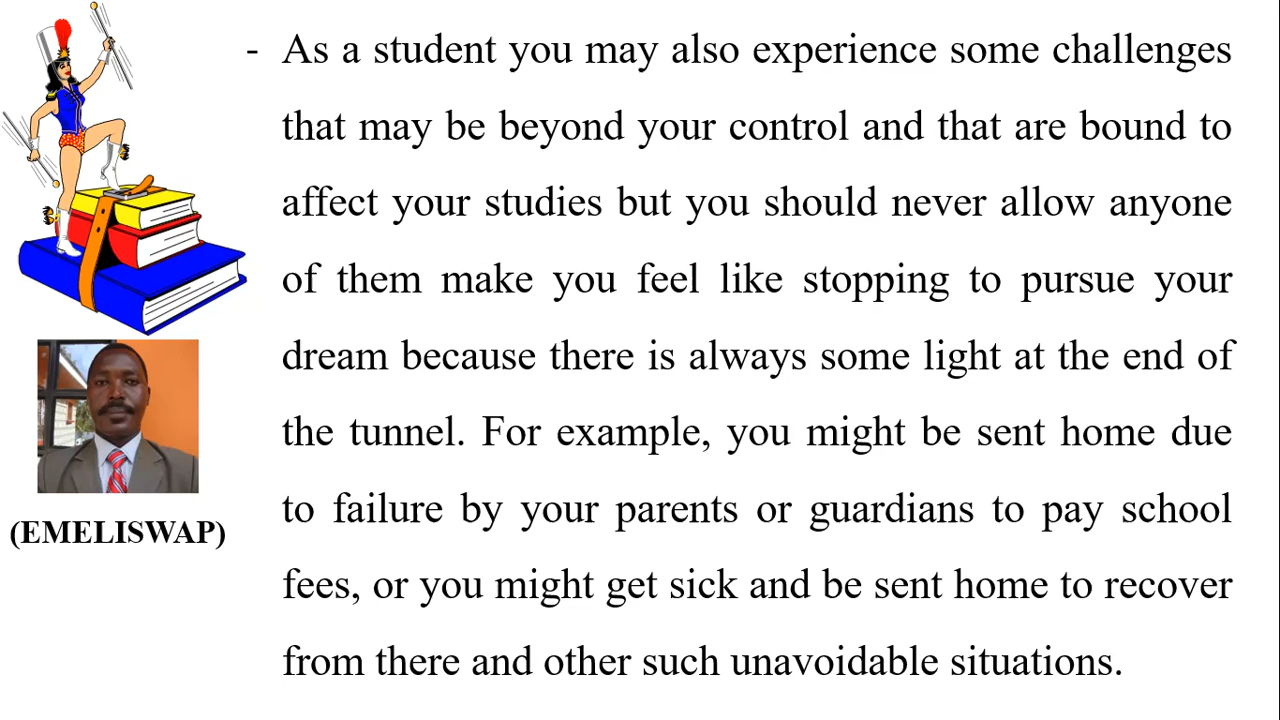 - As a student you may also experience some challenges
that may be beyond your control and that are bound to
affect your studies but you should never allow anyone
of them make you feel like stopping to pursue your
dream because there is always some light at the end of
the tunnel. For example, you might be sent home due
to failure by your parents or guardians to pay school
fees, or you might get sick and be sent home to recover
from there and other such unavoidable situations.
(EMELISWAP)